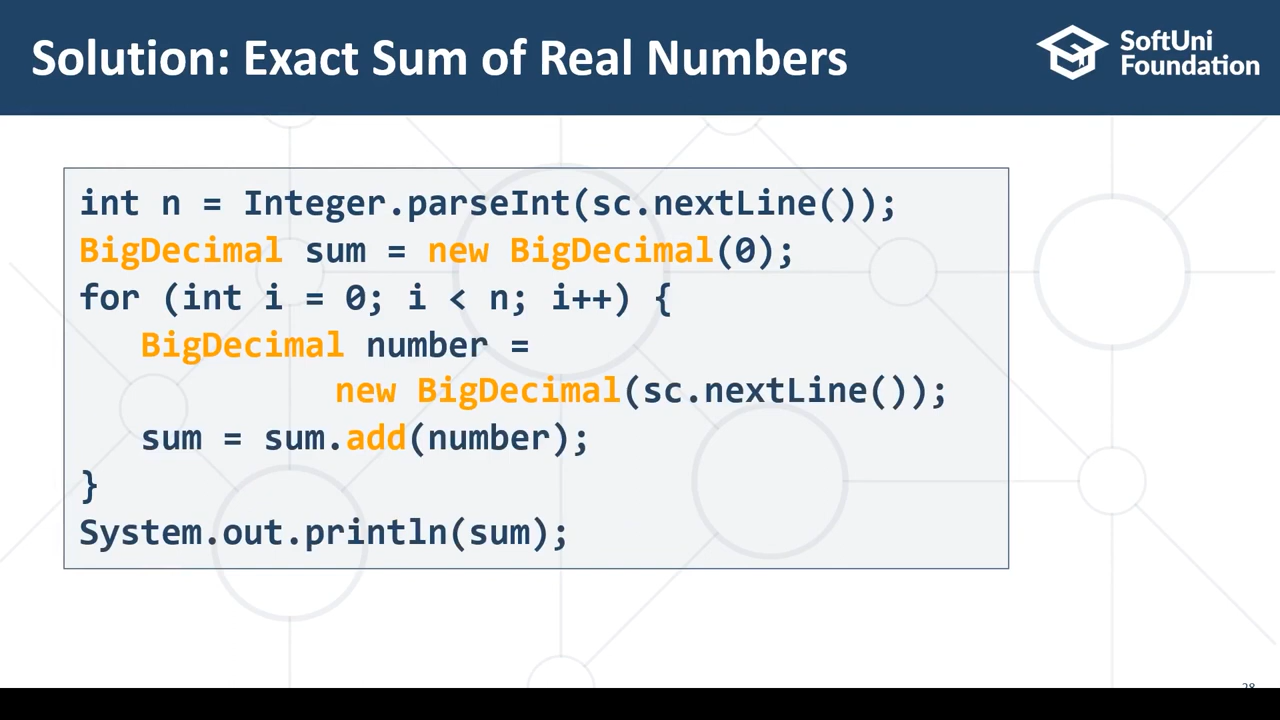 Solution: Exact Sum of Real Numbers
SoftUni
Foundation
int n = Integer.parseInt(sc.nextLine());
BigDecimal sum = new BigDecimal(0);
for (int i = 0; i < n; i++) {
BigDecimal number =
new BigDecimal(sc.nextLine());
sum = sum.add(number);
}
System.out.println(sum);
28